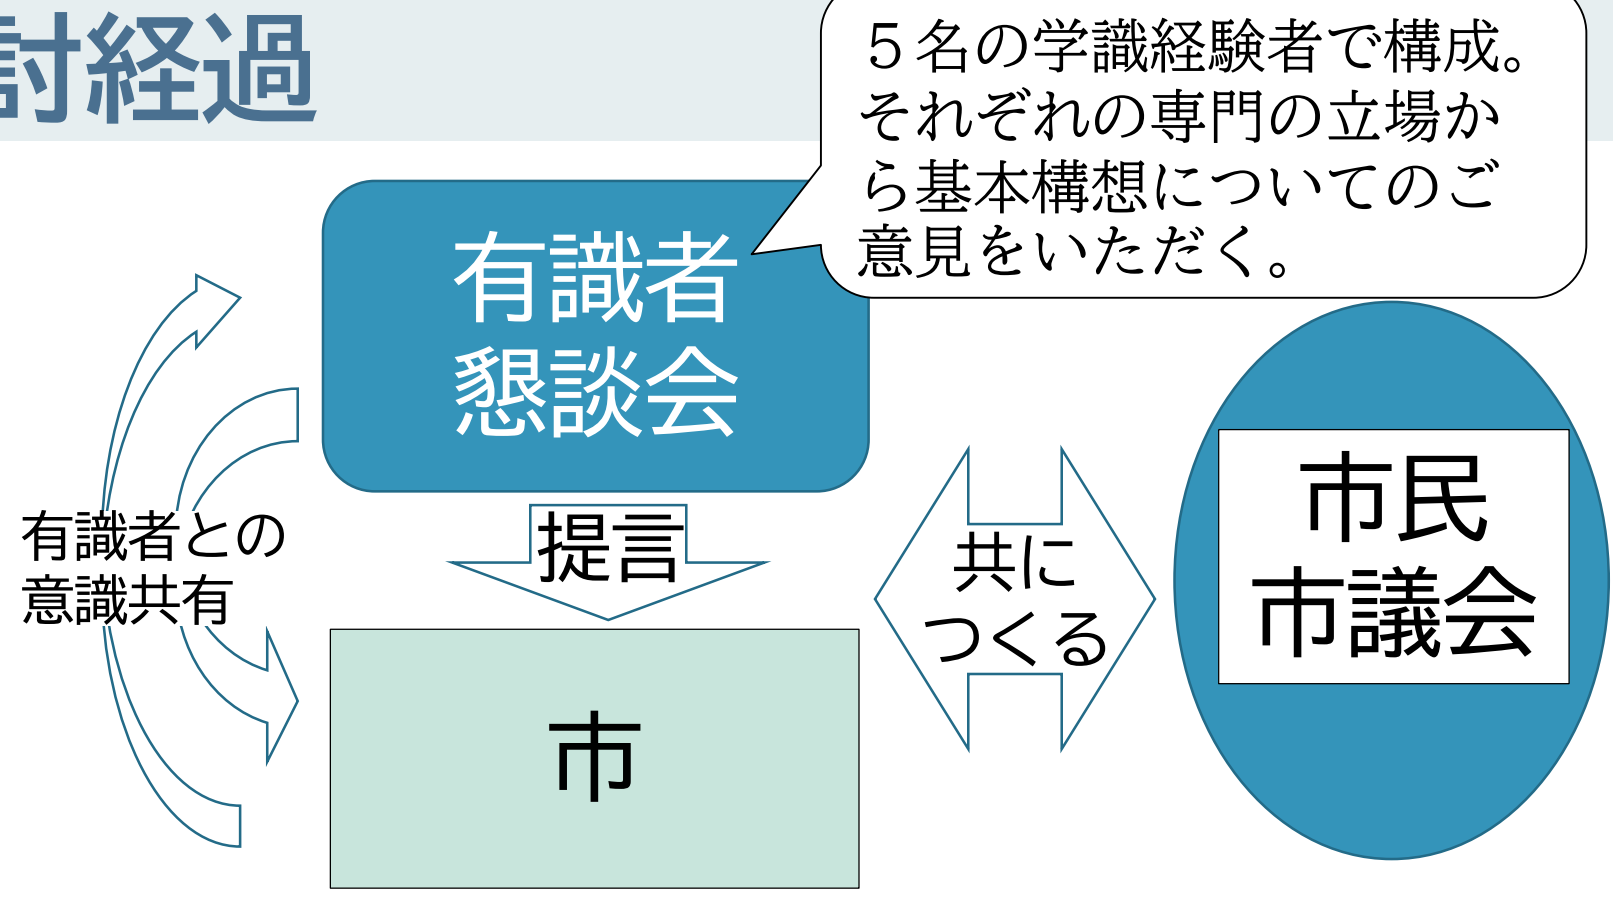 討経過
５名の学識経験者で構成。
それぞれの専門の立場か
ら基本構想についてのご
意見をいただく。
有識者
懇談会
有識者との
意識共有
提言
共に
つくる
市民
市議会
市